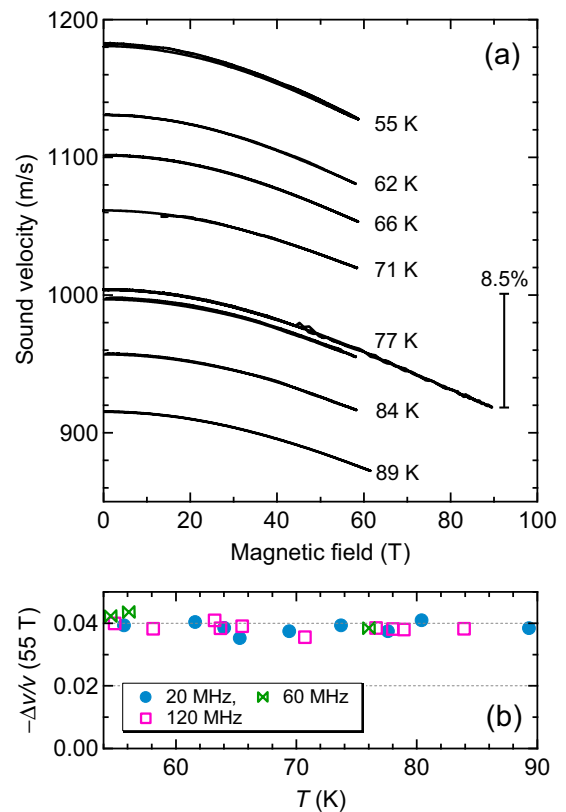 1200
(a)
55 K
1100
62 K
66 K
71 K
8.5%
1000
77 K
84 K
900
89 K
Sound velocity (m/s)
0 20 40 60 80 100
Magnetic field (T)
0.04
0.02
0.00
−Δv/v (55 T)
20 MHz, 60 MHz
120 MHz
(b)
60 70 80 90
T (K)